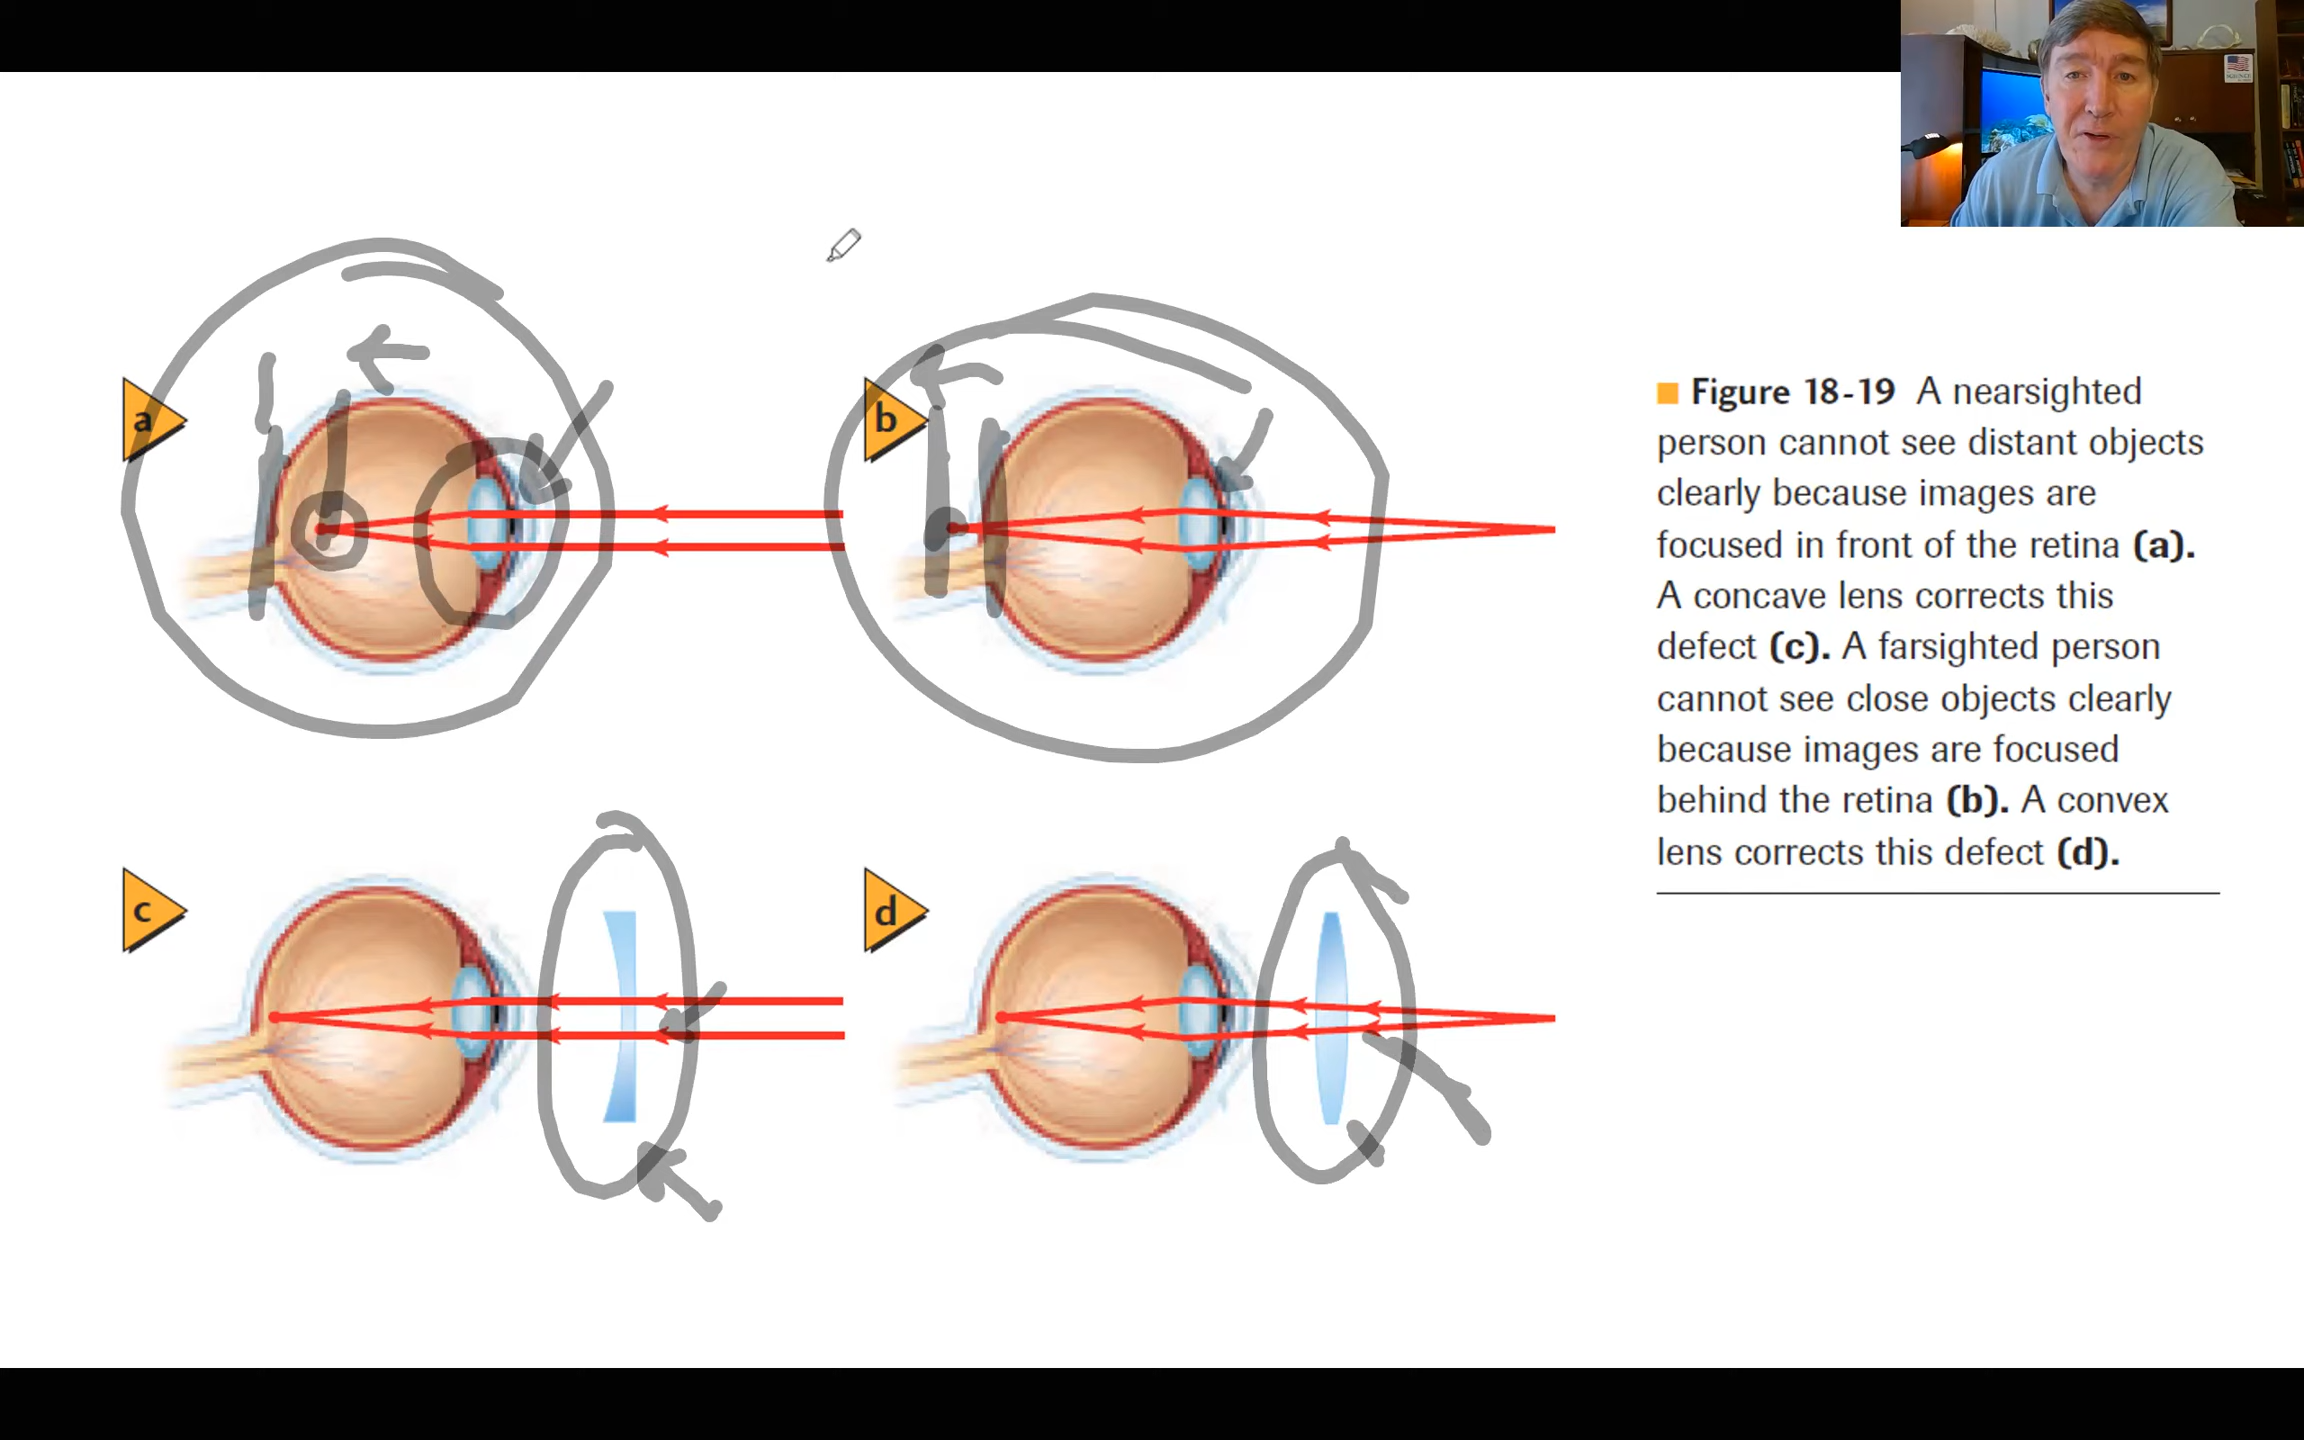 a
b
■ Figure 18-19 A nearsighted
person cannot see distant objects
clearly because images are
focused in front of the retina (a).
A concave lens corrects this
defect (c). A farsighted person
cannot see close objects clearly
because images are focused
behind the retina (b). A convex
lens corrects this defect (d).
c
d